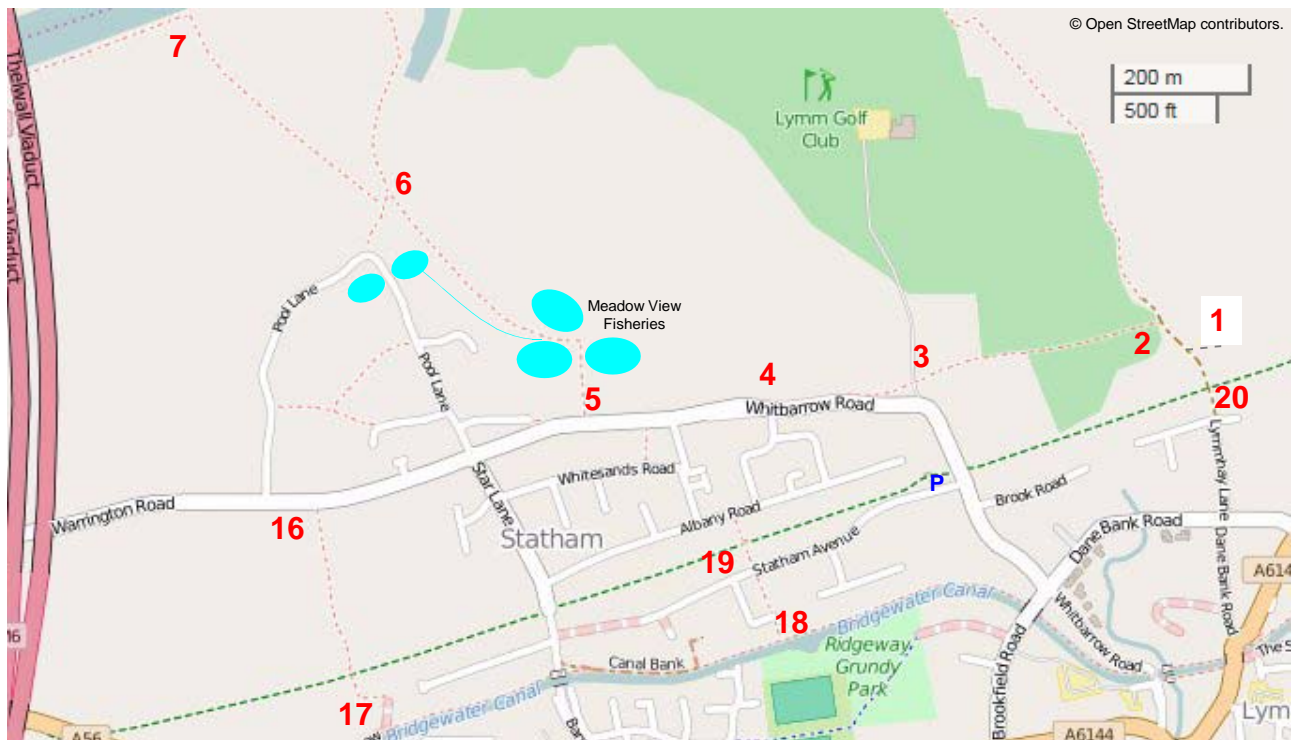 © Open StreetMap contributors.
7
Thelwall Viaduct
200 m
500 ft
Lymm Golf
Club
6
Pool Lane
Meadow View
Fisheries
1
2
3
4
5
Whitbarrow Road
20
Pool Lane
Whitesands Road
Star Lane
P
Brook Road
Lymmhay Lane
Dane Bank Road
Warrington Road
16
Albany Road
Statham
19
Statham Avenue
Dane Bank Road
A6144
18
Bridgewater Canal
Whitbarrow Road
M6
Ridgeway
Grundy
Park
Canal Bank
Brookfield Road
The S
17
Bridgewater Canal
A56
A6144
Lym